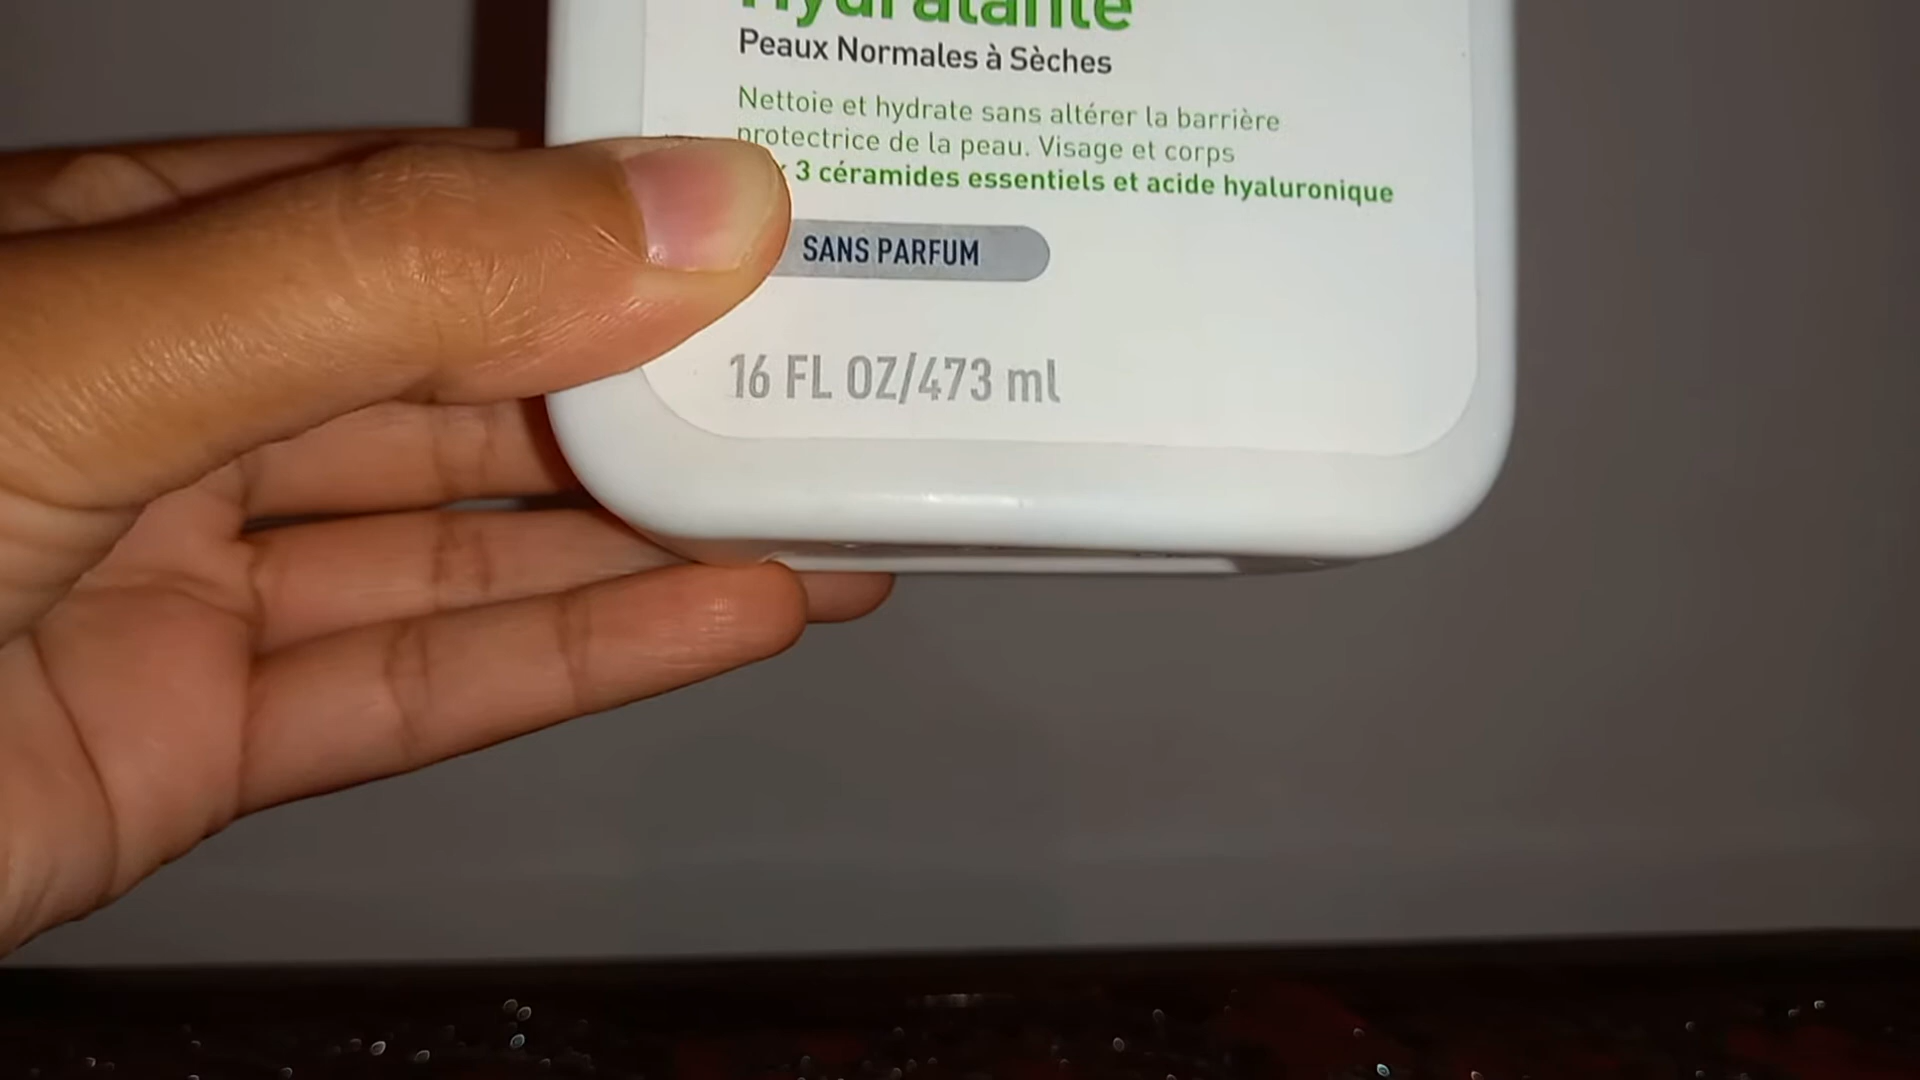 Hydratante
Peaux Normales à Sèches
Nettoie et hydrate sans altérer la barrière
protectrice de la peau. Visage et corps
3 céramides essentiels et acide hyaluronique
SANS PARFUM
16 FL OZ/473 ml